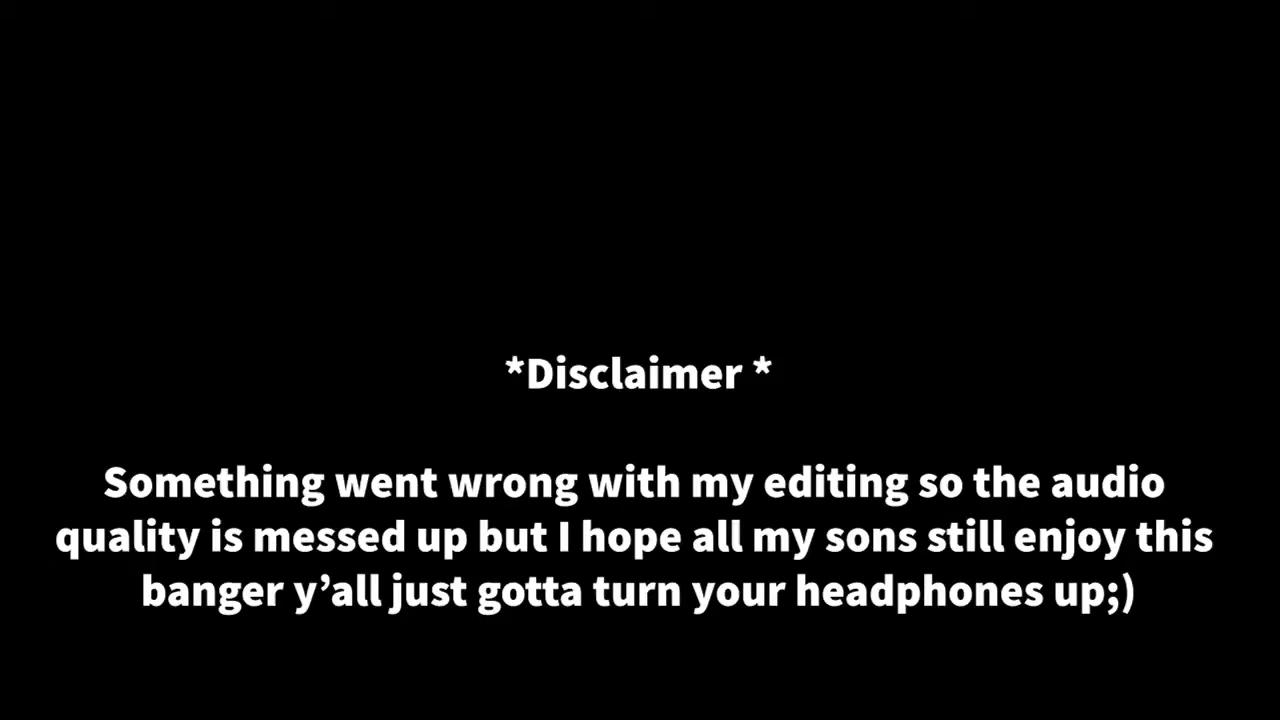 *Disclaimer *
Something went wrong with my editing so the audio
quality is messed up but I hope all my sons still enjoy this
banger y’all just gotta turn your headphones up;)